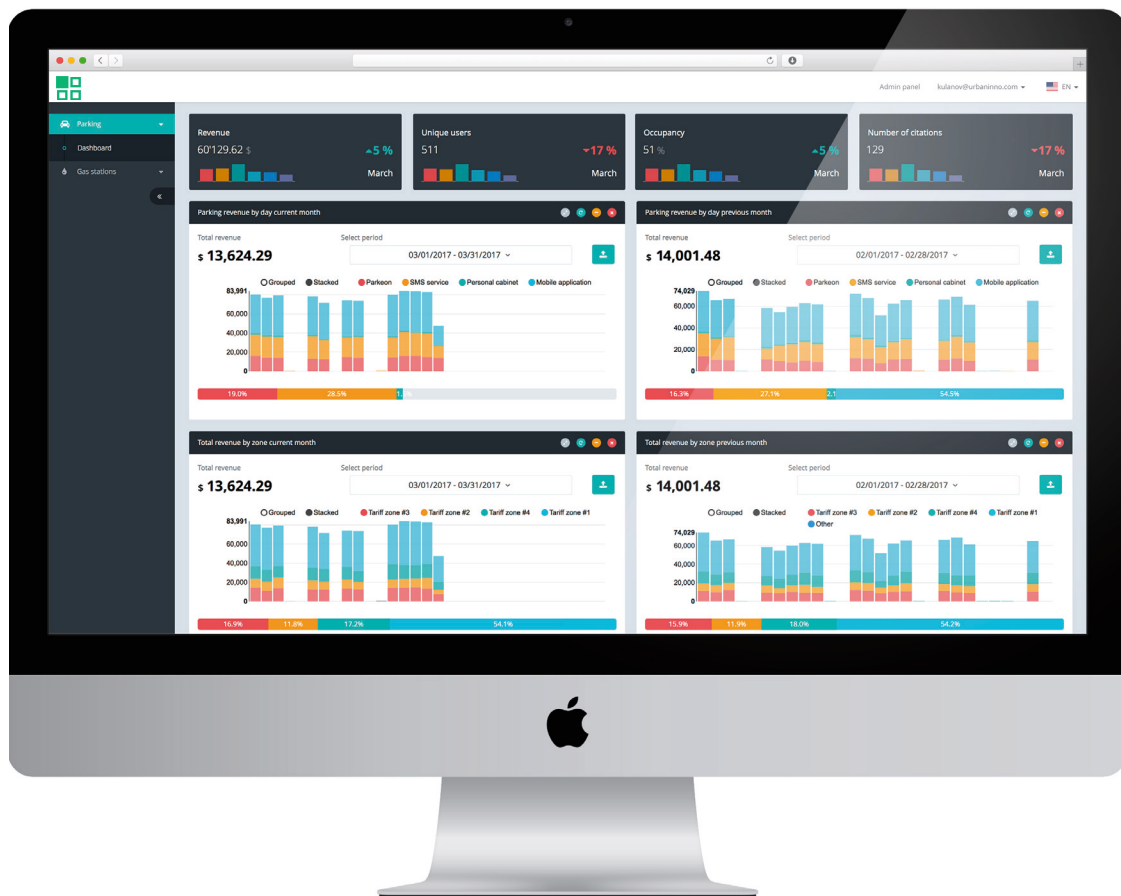 Admin panel kulanov@urbaninno.com EN
Parking
Dashboard
Gas stations
Revenue
60'129.62 $
5 %
March
Unique users
511
17 %
March
Occupancy
51 %
5 %
March
Number of citations
129
17 %
March
Parking revenue by day current month
Total revenue Select period
$ 13,624.29 03/01/2017 - 03/31/2017
Grouped Stacked Parkeon SMS service Personal cabinet Mobile application
83,991
60,000
40,000
20,000
0
19.0% 28.5%
Parking revenue by day previous month
Total revenue Select period
$ 14,001.48 02/01/2017 - 02/28/2017
Grouped Stacked Parkeon SMS service Personal cabinet Mobile application
74,029
60,000
40,000
20,000
0
16.3% 27.1% 2.1 54.5%
Total revenue by zone current month
Total revenue Select period
$ 13,624.29 03/01/2017 - 03/31/2017
Grouped Stacked Tariff zone #3 Tariff zone #2 Tariff zone #4 Tariff zone #1
83,991
60,000
40,000
20,000
0
16.9% 11.8% 17.2% 54.1%
Total revenue by zone previous month
Total revenue Select period
$ 14,001.48 02/01/2017 - 02/28/2017
Grouped Stacked Tariff zone #3 Tariff zone #2 Tariff zone #4 Tariff zone #1
Other
74,029
60,000
40,000
20,000
0
15.9% 11.9% 18.0% 54.2%